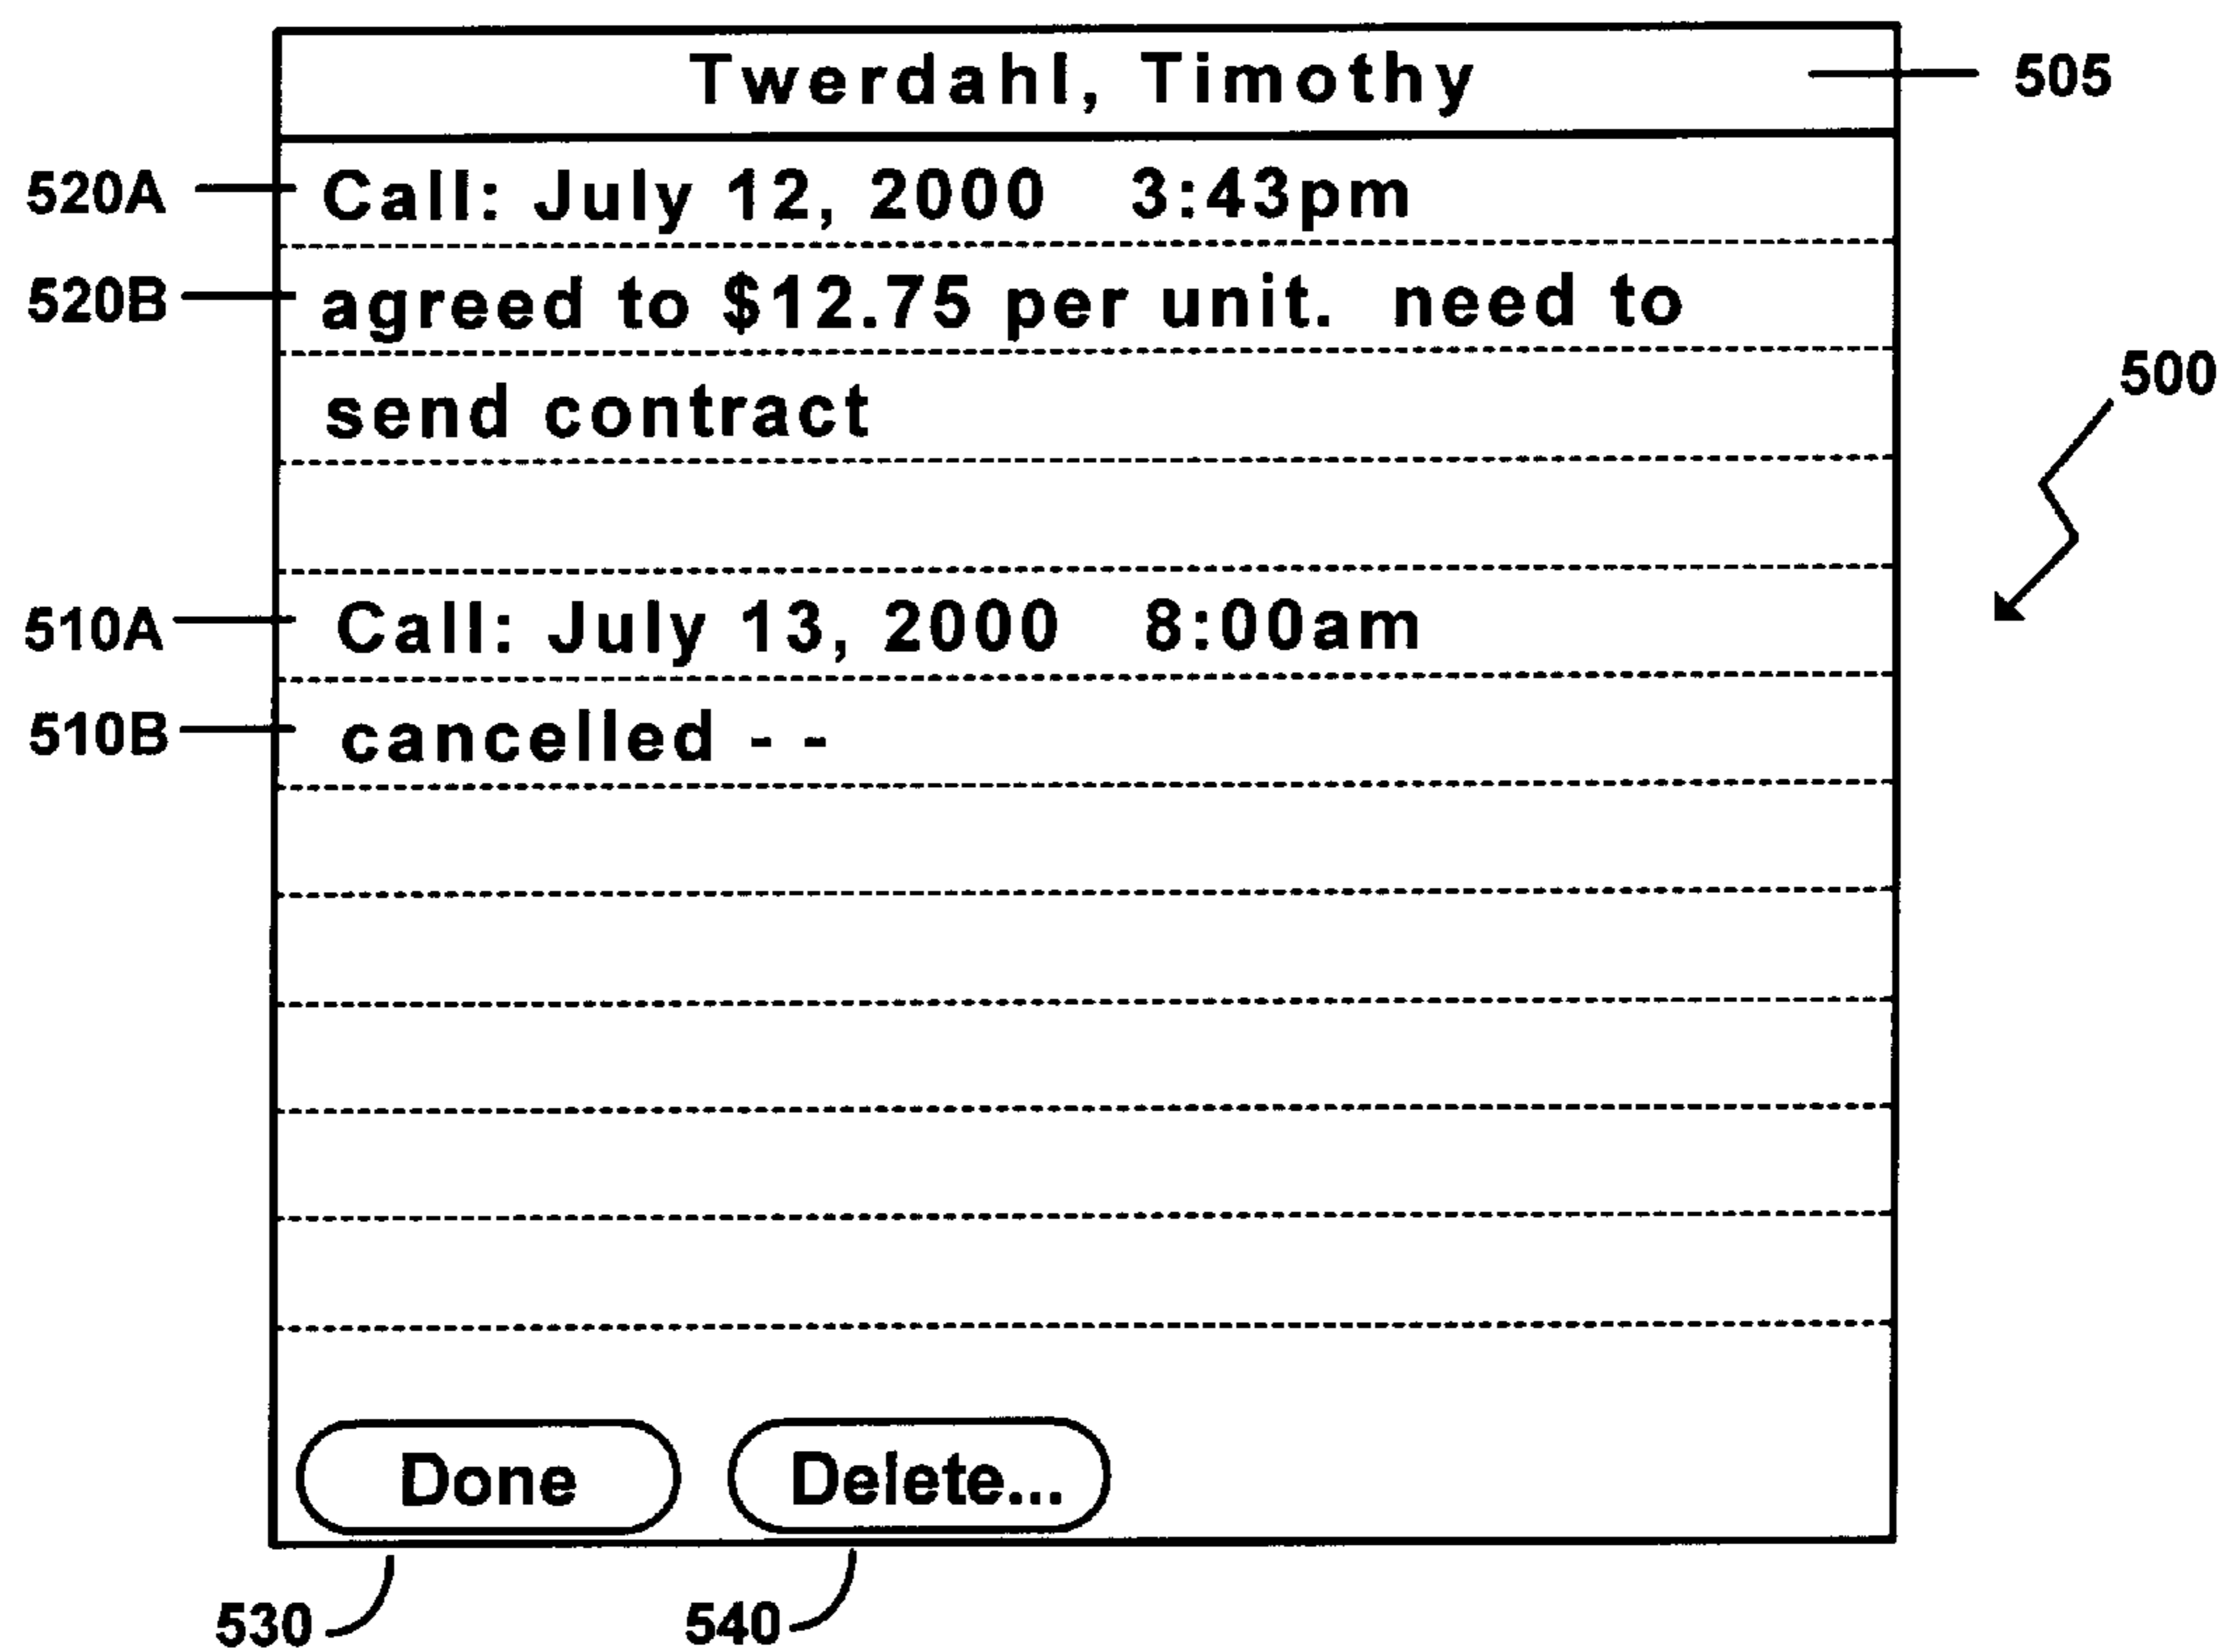 Twerdahl, Timothy
505
520A
Call: July 12, 2000 3:43pm
520B
agreed to $12.75 per unit. need to
500
send contract
510A
Call: July 13, 2000 8:00am
510B
cancelled - -
Done
Delete...
530
540